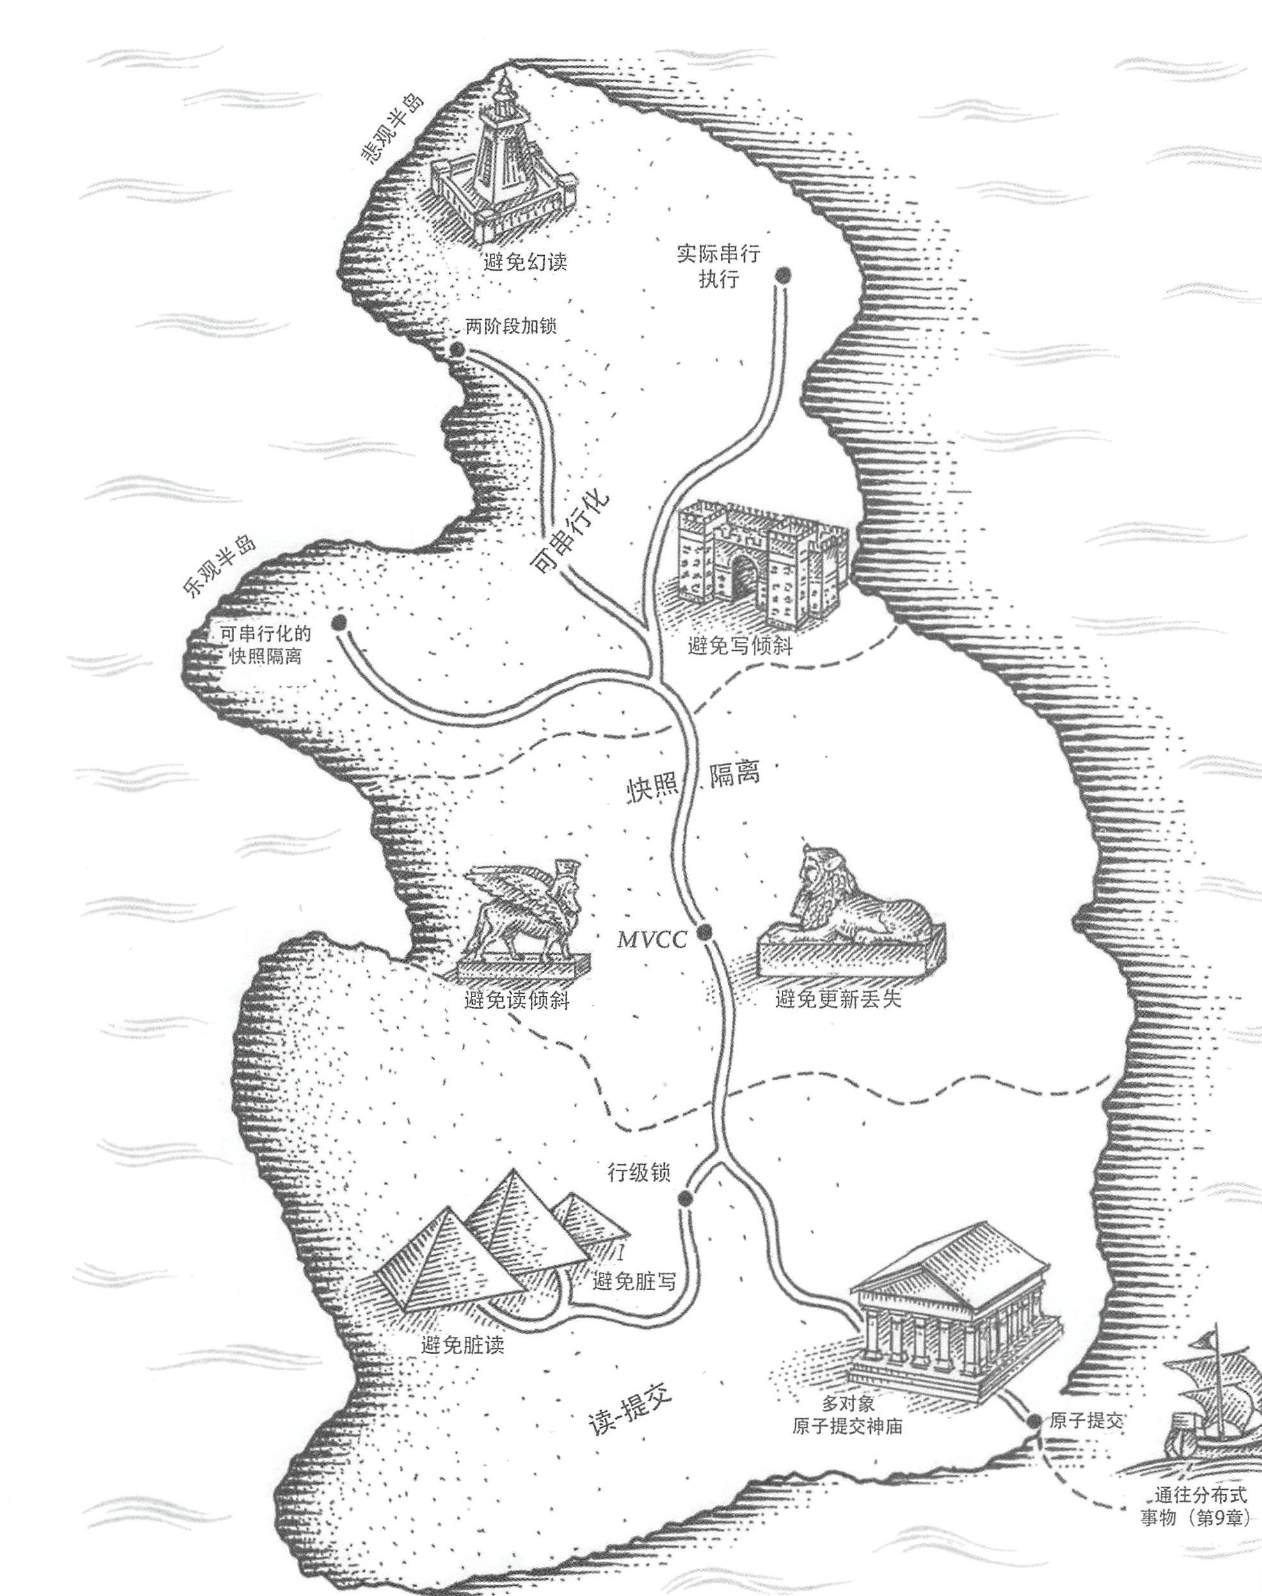 悲观半岛
避免幻读
实际串行
执行
两阶段加锁
可串行化
乐观半岛
可串行化的
快照隔离
避免写倾斜
快照 隔离
MVCC
避免读倾斜
避免更新丢失
行级锁
避免脏写
避免脏读
读-提交
多对象
原子提交神庙
原子提交
通往分布式
事物（第9章）